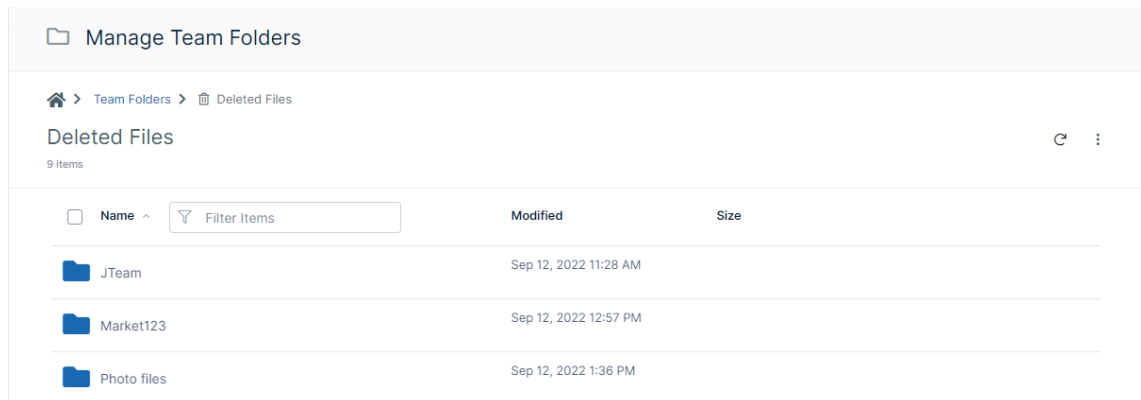 Manage Team Folders
Team Folders Deleted Files
Deleted Files
9 items
Name Filter Items Modified Size
JTeam Sep 12, 2022 11:28 AM
Market123 Sep 12, 2022 12:57 PM
Photo files Sep 12, 2022 1:36 PM